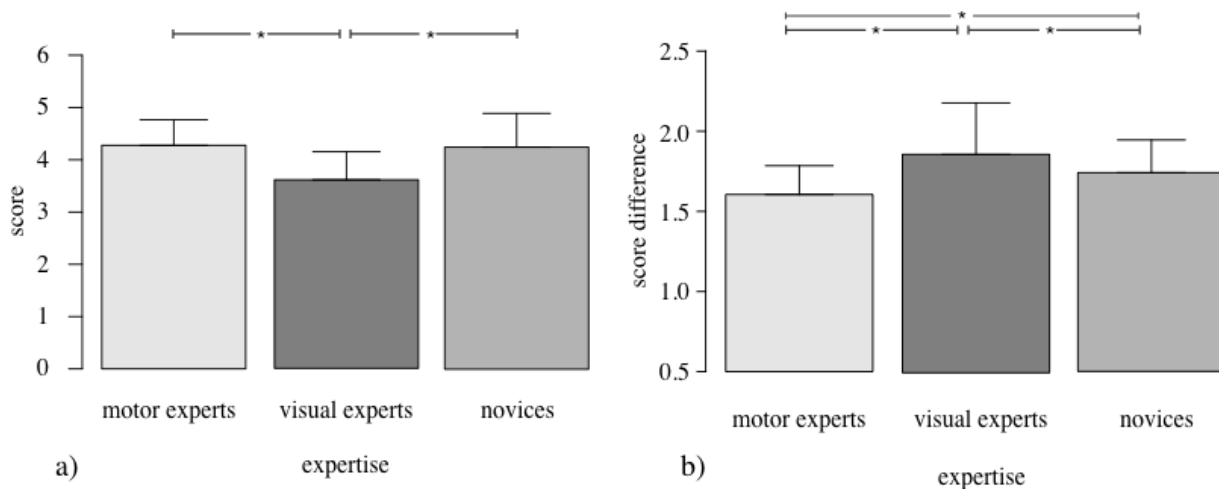 *
* *
6
5
4
3
2
1
0
score
motor experts visual experts novices
expertise
a)
*
* *
2.5
2.0
1.5
1.0
0.5
score difference
motor experts visual experts novices
expertise
b)